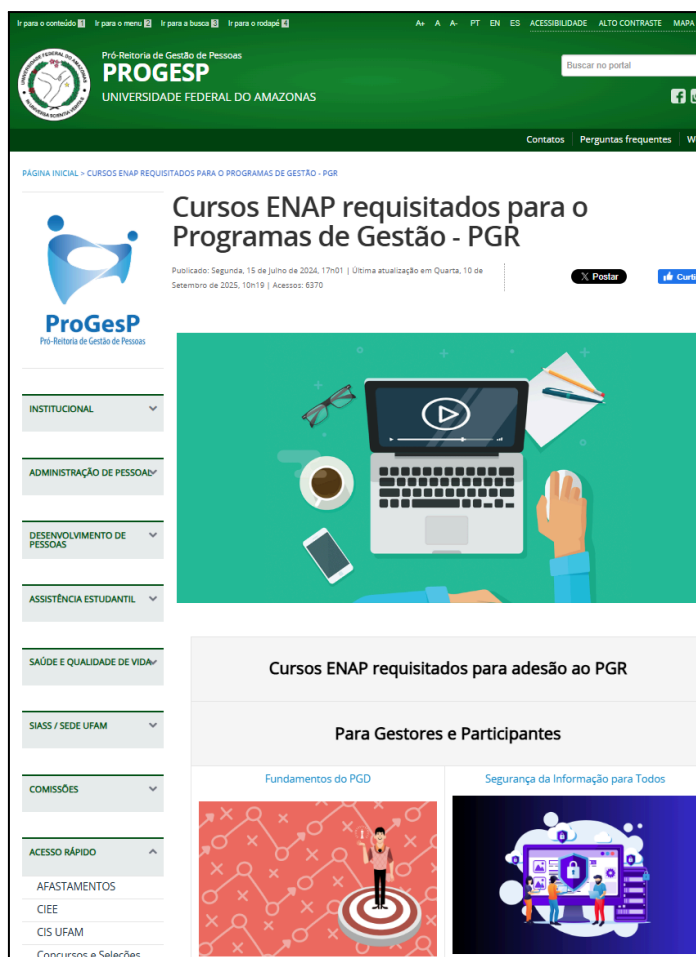 Ir para o conteúdo 1 Ir para o menu 2 Ir para a busca 3 Ir para o rodapé 4
A+ A A- PT EN ES ACESSIBILIDADE ALTO CONTRASTE MAPA
Pró-Reitoria de Gestão de Pessoas
PROGESP
UNIVERSIDADE FEDERAL DO AMAZONAS
Buscar no portal
Contatos Perguntas frequentes
PÁGINA INICIAL > CURSOS ENAP REQUISITADOS PARA O PROGRAMAS DE GESTÃO - PGR
Cursos ENAP requisitados para o
Programas de Gestão - PGR
Publicado: Segunda, 15 de Julho de 2024, 17h01 | Última atualização em Quarta, 10 de
Setembro de 2025, 10h19 | Acessos: 6370
X Postar
Curti
ProGesP
Pró-Reitoria de Gestão de Pessoas
INSTITUCIONAL
ADMINISTRAÇÃO DE PESSOAL
DESENVOLVIMENTO DE
PESSOAS
ASSISTÊNCIA ESTUDANTIL
SAÚDE E QUALIDADE DE VIDA
SIASS / SEDE UFAM
COMISSÕES
ACESSO RÁPIDO
AFASTAMENTOS
CIEE
CIS UFAM
Concursos e Seleções
Cursos ENAP requisitados para adesão ao PGR
Para Gestores e Participantes
Fundamentos do PGD
Segurança da Informação para Todos